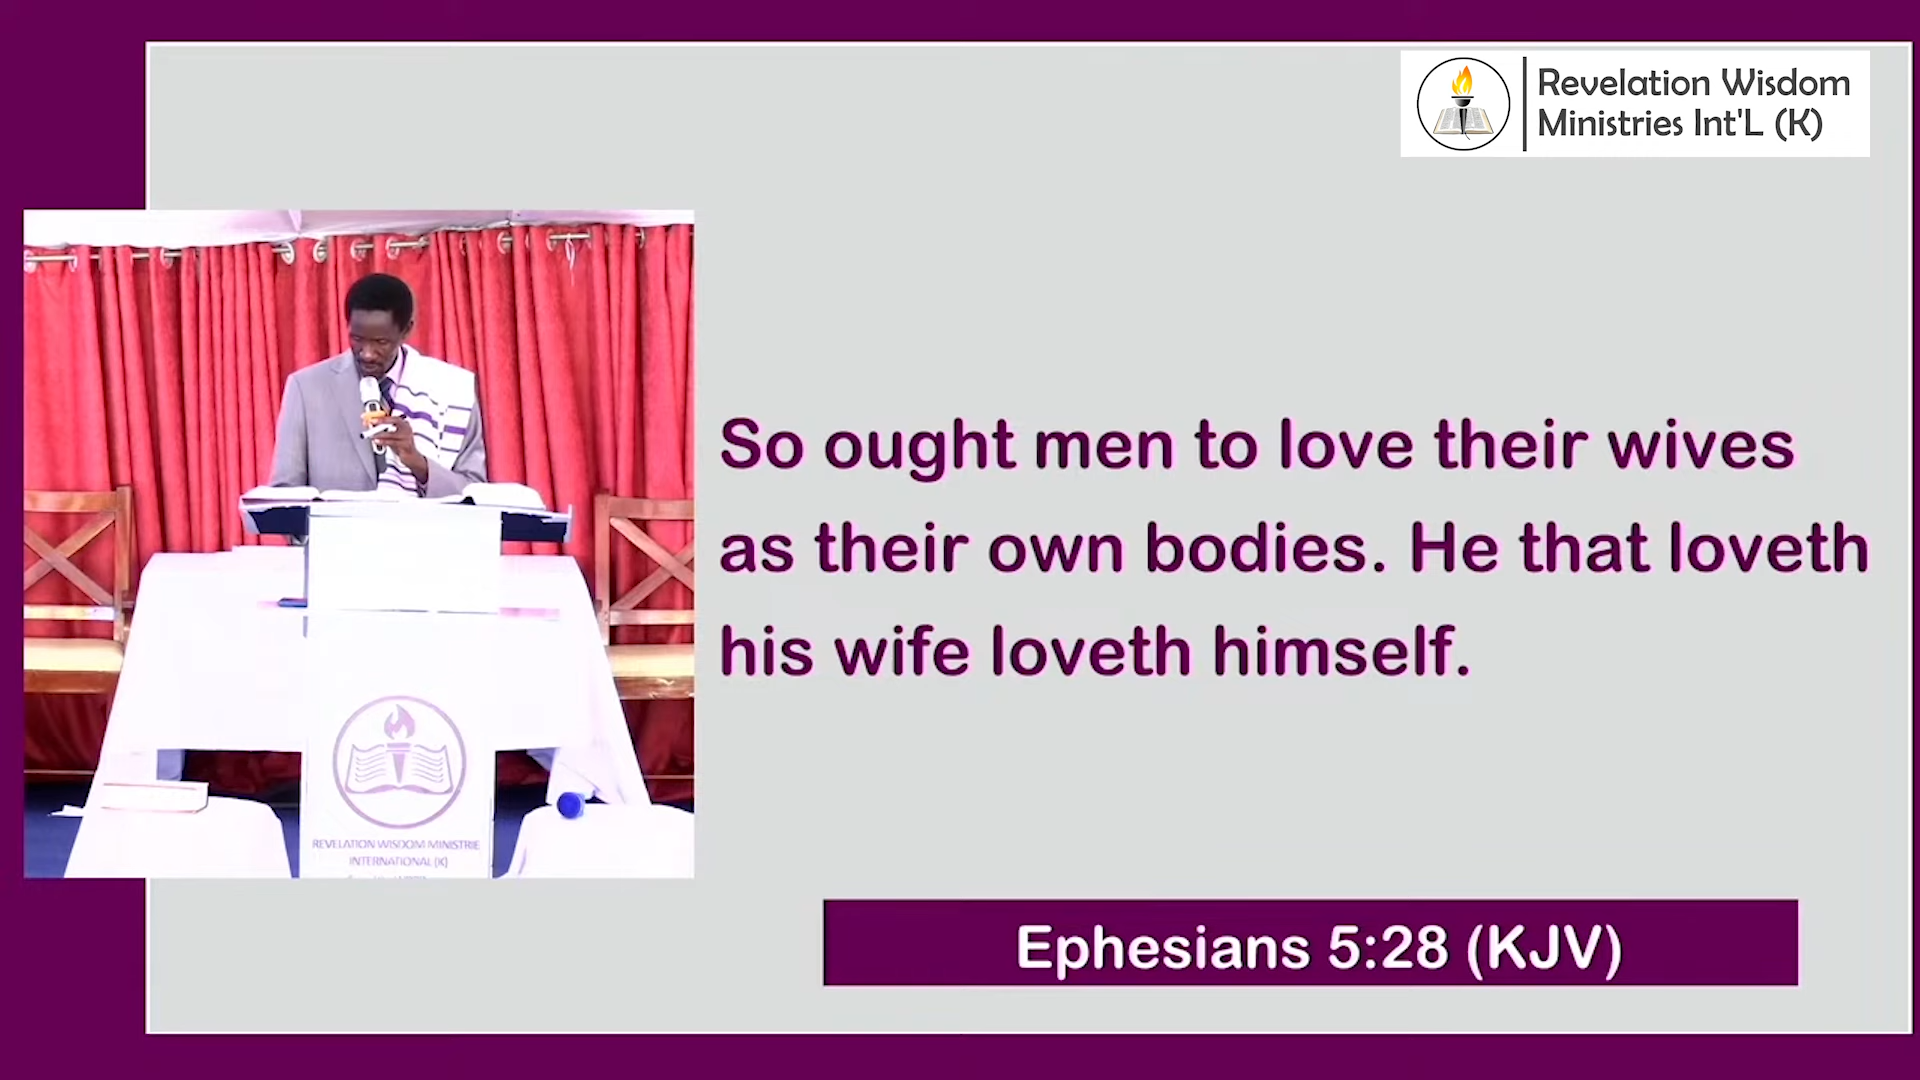 Revelation Wisdom
Ministries Int'L (K)
So ought men to love their wives
as their own bodies. He that loveth
his wife loveth himself.
REVELATION WISDOM MINISTRIE
INTERNATIONAL (K)
Ephesians 5:28 (KJV)